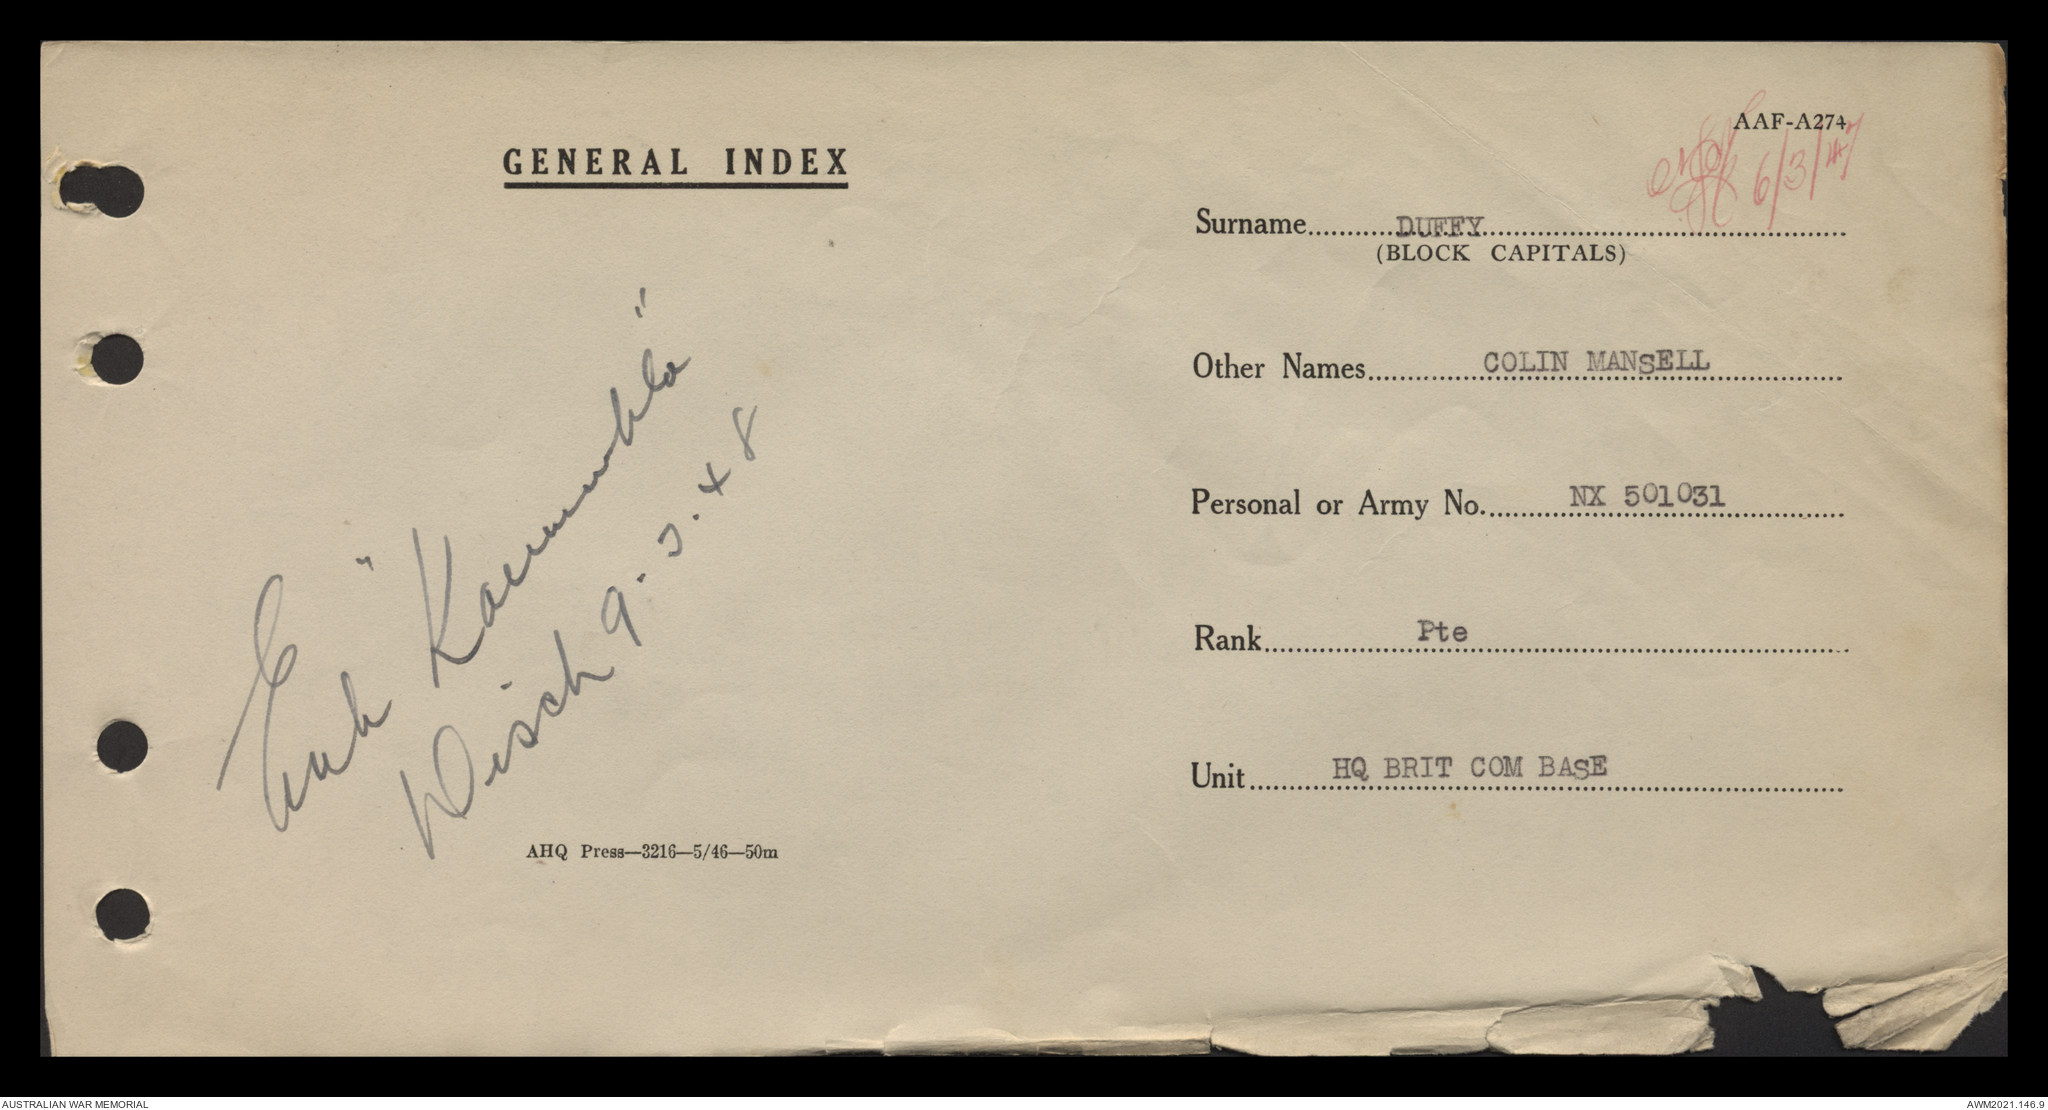 AAF-A274
6/3/47
GENERAL INDEX
Surname DUFFY
(BLOCK CAPITALS)
Other Names COLIN MANSELL
Personal or Army No. NX 501031
Rank Pte
Unit HQ BRIT COM BASE
Emb "Kanimbla"
Disch 9.3.48
AHQ Press—3216—5/46—50m
AUSTRALIAN WAR MEMORIAL
AWM2021.146.9